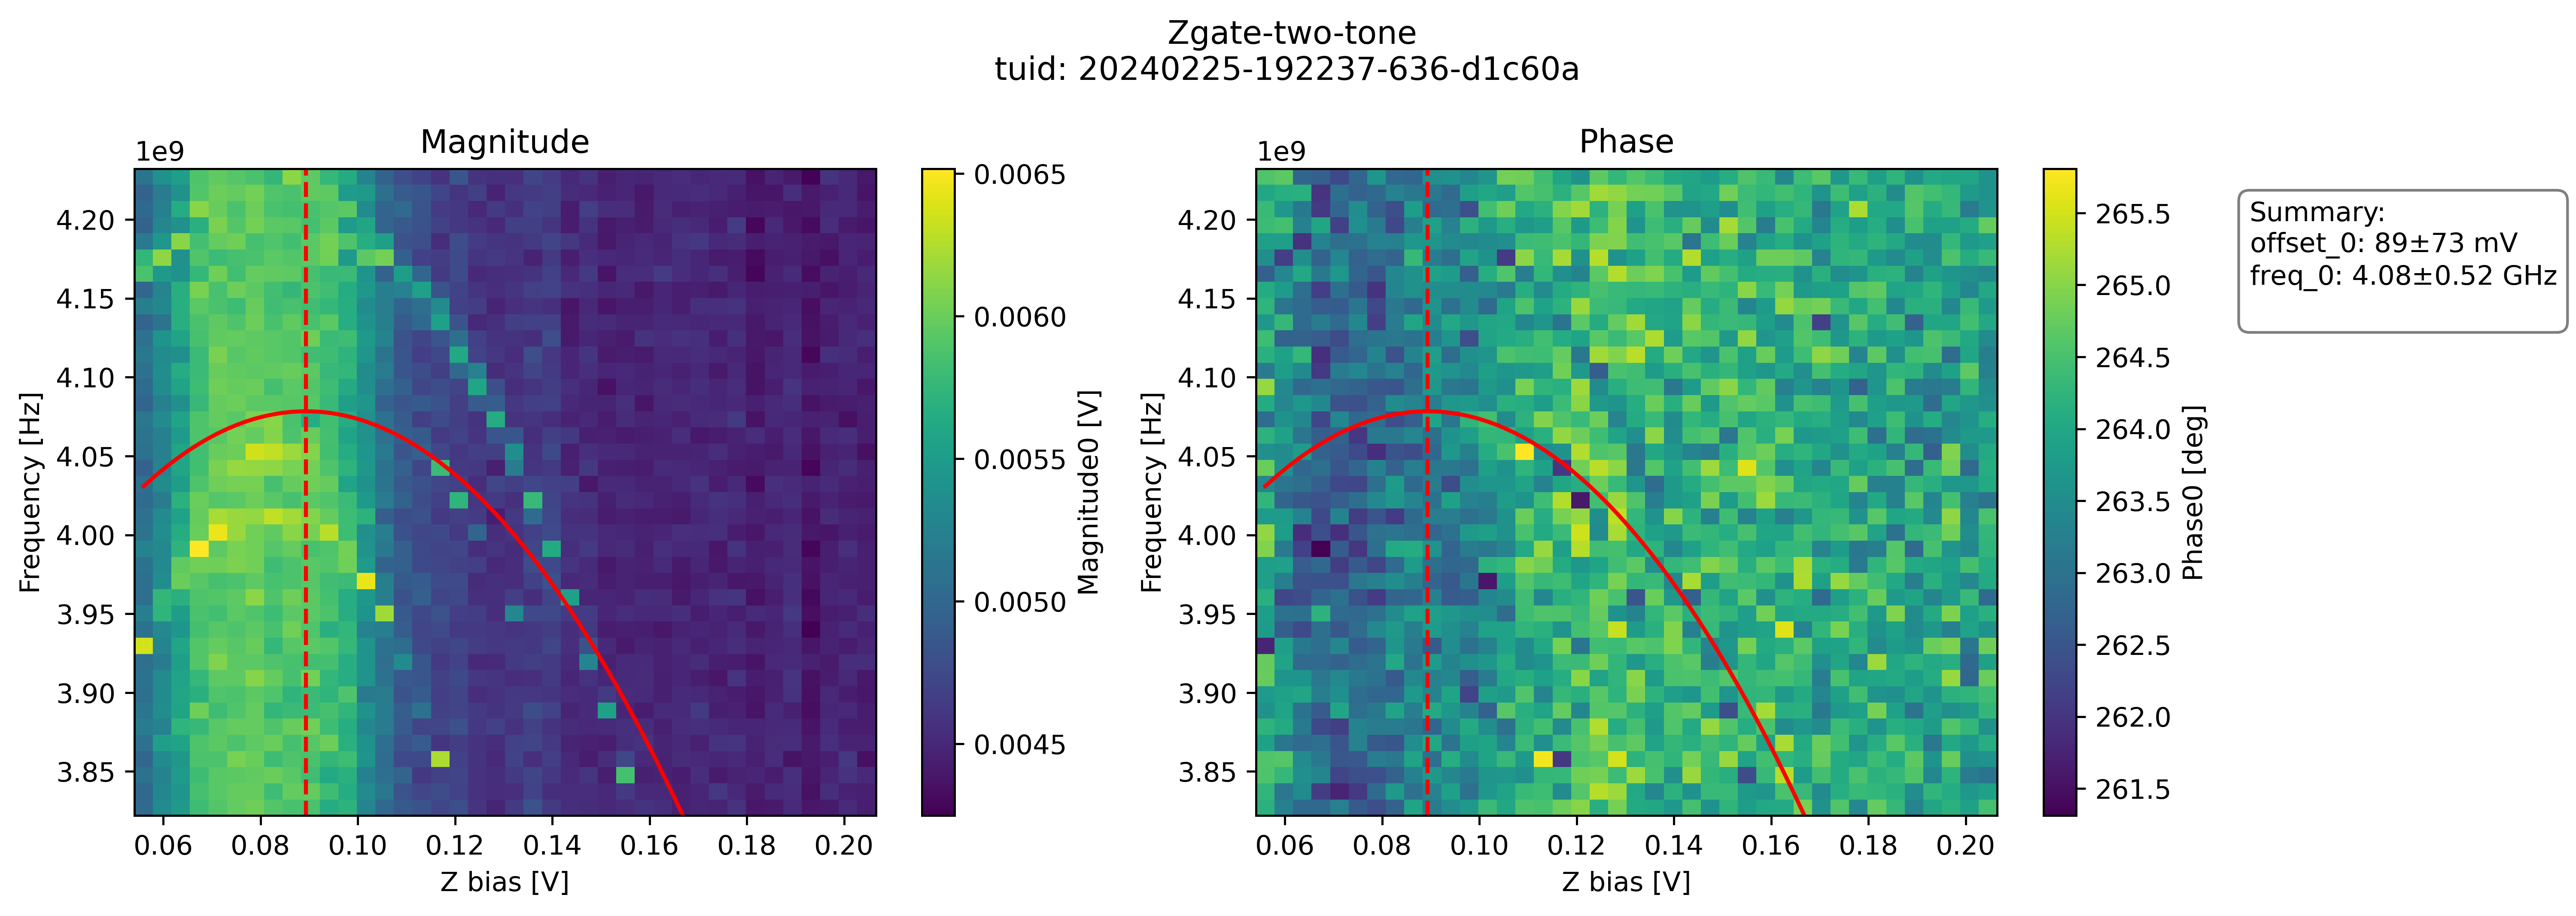 Zgate-two-tone
tuid: 20240225-192237-636-d1c60a
Magnitude
1e9
4.20
4.15
4.10
4.05
4.00
3.95
3.90
3.85
Frequency [Hz]
0.06 0.08 0.10 0.12 0.14 0.16 0.18 0.20
Z bias [V]
0.0065
0.0060
0.0055
0.0050
0.0045
Magnitude0 [V]
Phase
1e9
4.20
4.15
4.10
4.05
4.00
3.95
3.90
3.85
Frequency [Hz]
0.06 0.08 0.10 0.12 0.14 0.16 0.18 0.20
Z bias [V]
265.5
265.0
264.5
264.0
263.5
263.0
262.5
262.0
261.5
Phase0 [deg]
Summary:
offset_0: 89±73 mV
freq_0: 4.08±0.52 GHz